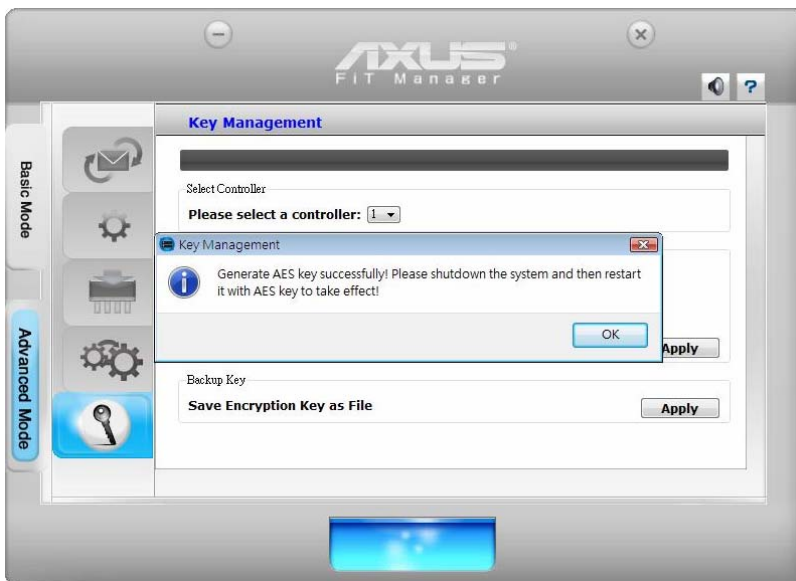 AXUS®
FiT Manager
?
Key Management
Basic Mode
Advanced Mode
Select Controller
Please select a controller: 1
Key Management
Generate AES key successfully! Please shutdown the system and then restart
it with AES key to take effect!
OK
Apply
Backup Key
Save Encryption Key as File
Apply